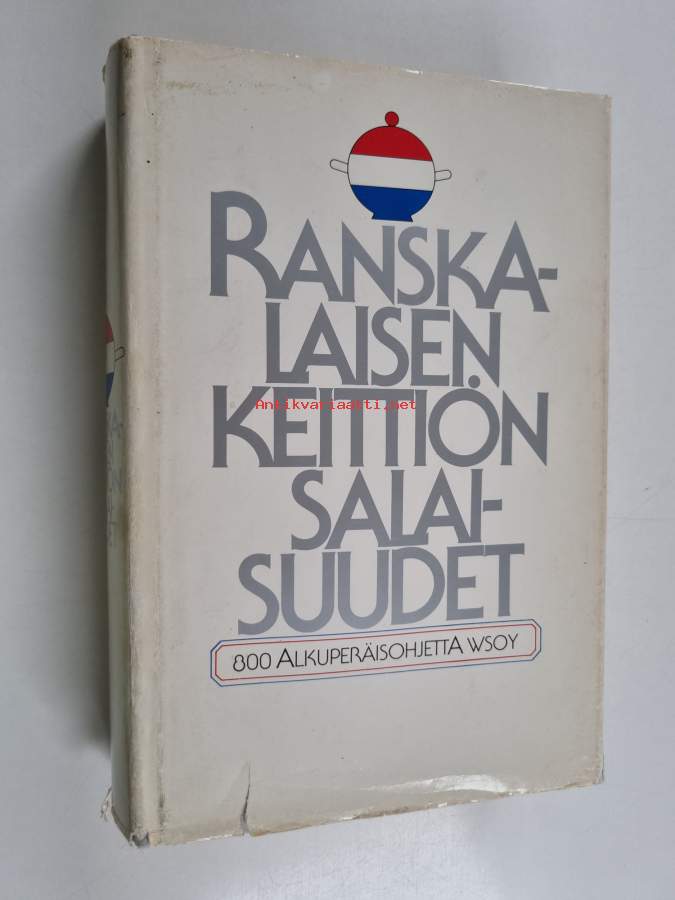 RANSKA-
LAISEN
Antikvariaatti.net
KEITTIÖN
SALAI-
SUUDET
800 ALKUPERÄISOHJETTA WSOY